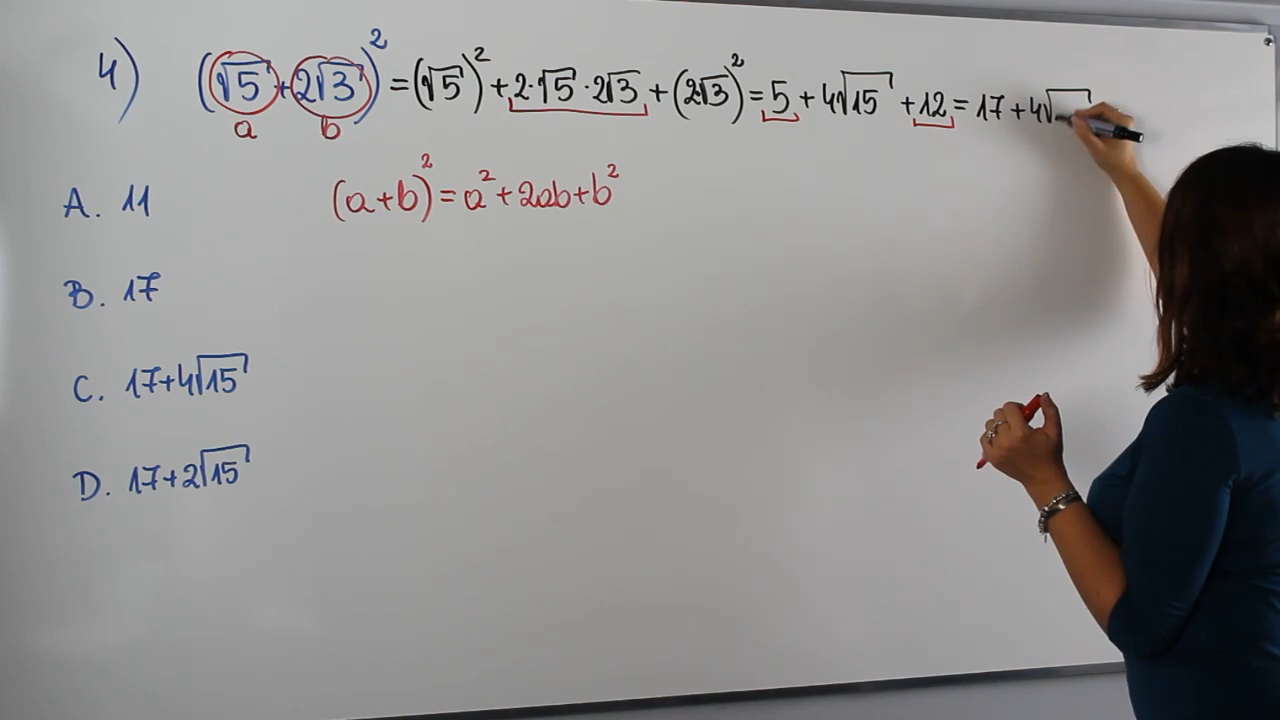 4) (√5+2√3)² = (√5)² + 2·√5·2√3 + (2√3)² = 5 + 4√15 + 12 = 17 + 4√
a b
A. 11
(a+b)² = a² + 2ab + b²
B. 17
C. 17+4√15
D. 17+2√15